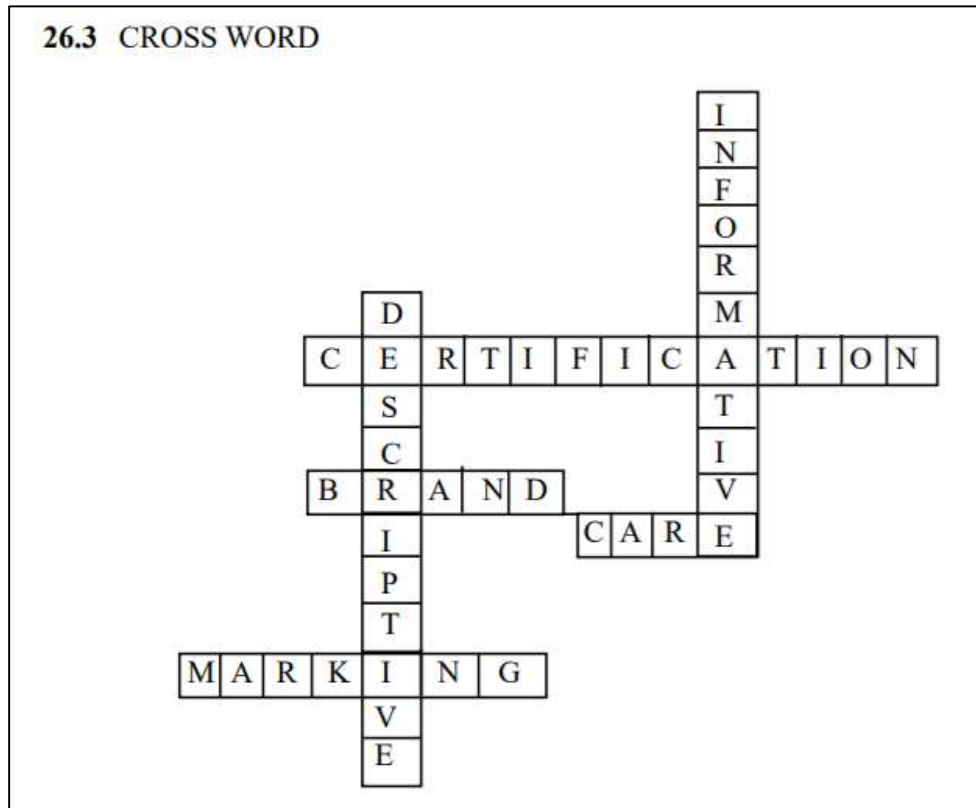 26.3 CROSS WORD
I
N
F
O
R
D M
C E R T I F I C A T I O N
S T
C I
B R A N D V
I C A R E
P
T
M A R K I N G
V
E